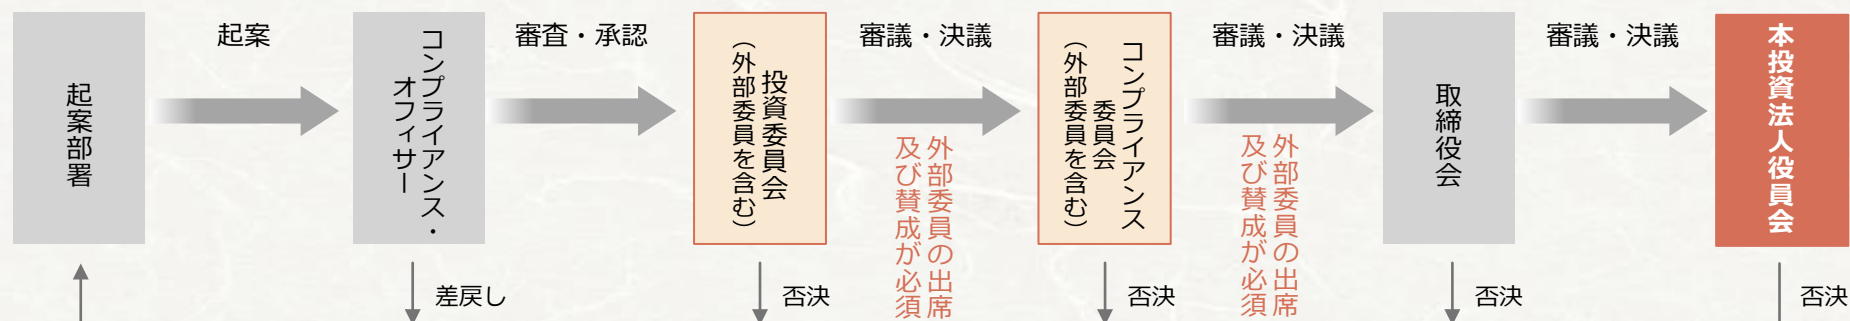 起案部署
起案
コンプライアンス・
オフィサー
審査・承認
投資委員会
（外部委員を含む）
審議・決議
外部委員の出席
及び賛成が必須
コンプライアンス
委員会
（外部委員を含む）
審議・決議
外部委員の出席
及び賛成が必須
取締役会
審議・決議
本投資法人役員会
差戻し
否決
否決
否決
否決